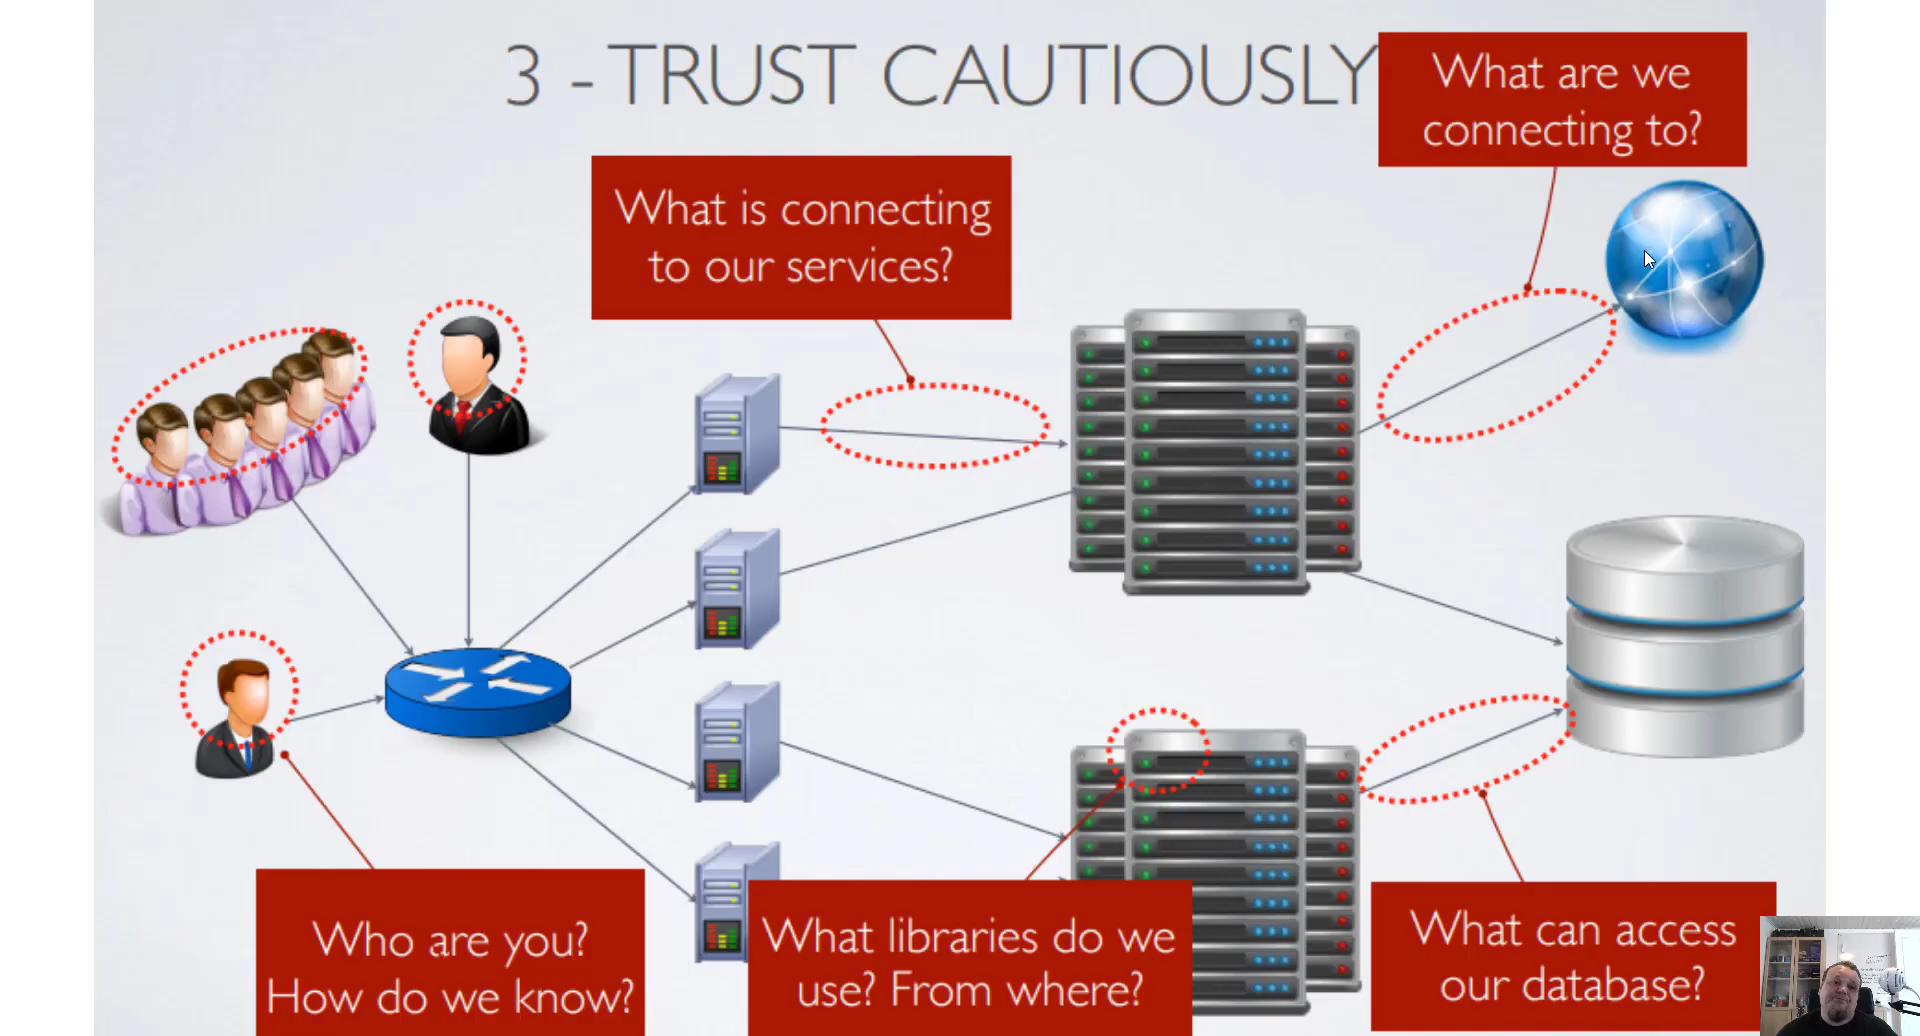 3 - TRUST CAUTIOUSLY
What are we
connecting to?
What is connecting
to our services?
Who are you?
How do we know?
What libraries do we
use? From where?
What can access
our database?